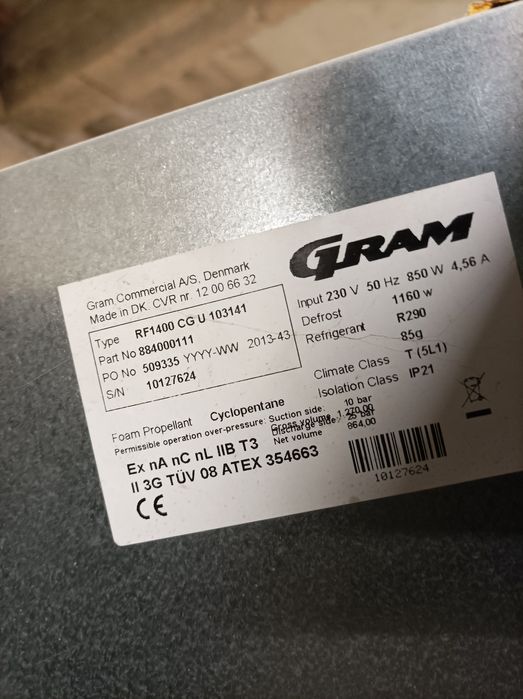 GRAM
Gram Commercial A/S, Denmark
Made in DK. CVR nr. 12 00 66 32
Type RF1400 CG U 103141
Part No 884000111
PO No 509335 YYYY-WW 2013-43
S/N 10127624
Input 230 V 50 Hz 850 W 4,56 A
Defrost 1160 w
Refrigerant R290
85g
Climate Class T (5L1)
Isolation Class IP21
Foam Propellant Cyclopentane
Permissible operation over-pressure: Suction side: 10 bar
Gross volume 1.270,00
Discharge side: 25 bar
Net volume 864,00
Ex nA nC nL IIB T3
II 3G TÜV 08 ATEX 354663
CE
10127624